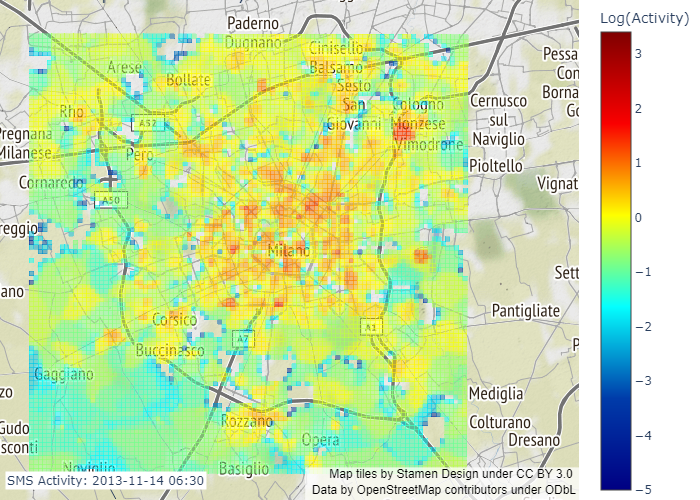 Paderno
Dugnano
Cinisello
Balsamo
Arese
Bollate
Sesto
San
Giovanni
Rho
Cologno
Monzese
Cernusco
sul
Naviglio
Pessa
Con
Borna
Go
A52
Pregnana
Milanese
Pero
Vimodrone
Pioltello
Cornaredo
Vignat
A50
reggio
Milano
Sett
ano
Pantigliate
Corsico
A7
A1
P
Buccinasco
Gaggiano
zo
Mediglia
Rozzano
Gudo
sconti
Opera
Colturano
Dresano
Noviglio
Basiglio
SMS Activity: 2013-11-14 06:30
Map tiles by Stamen Design under CC BY 3.0
Data by OpenStreetMap contributors under ODbL
Log(Activity)
3
2
1
0
−1
−2
−3
−4
−5